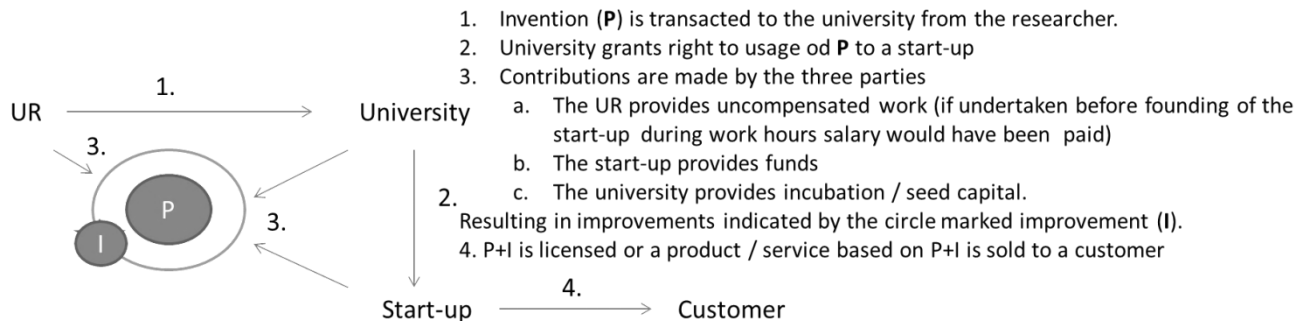 1. Invention (P) is transacted to the university from the researcher.
2. University grants right to usage od P to a start-up
3. Contributions are made by the three parties
a. The UR provides uncompensated work (if undertaken before founding of the
start-up during work hours salary would have been paid)
b. The start-up provides funds
c. The university provides incubation / seed capital.
Resulting in improvements indicated by the circle marked improvement (I).
4. P+I is licensed or a product / service based on P+I is sold to a customer
1.
UR
University
3.
P
2.
3.
I
4.
Start-up
Customer